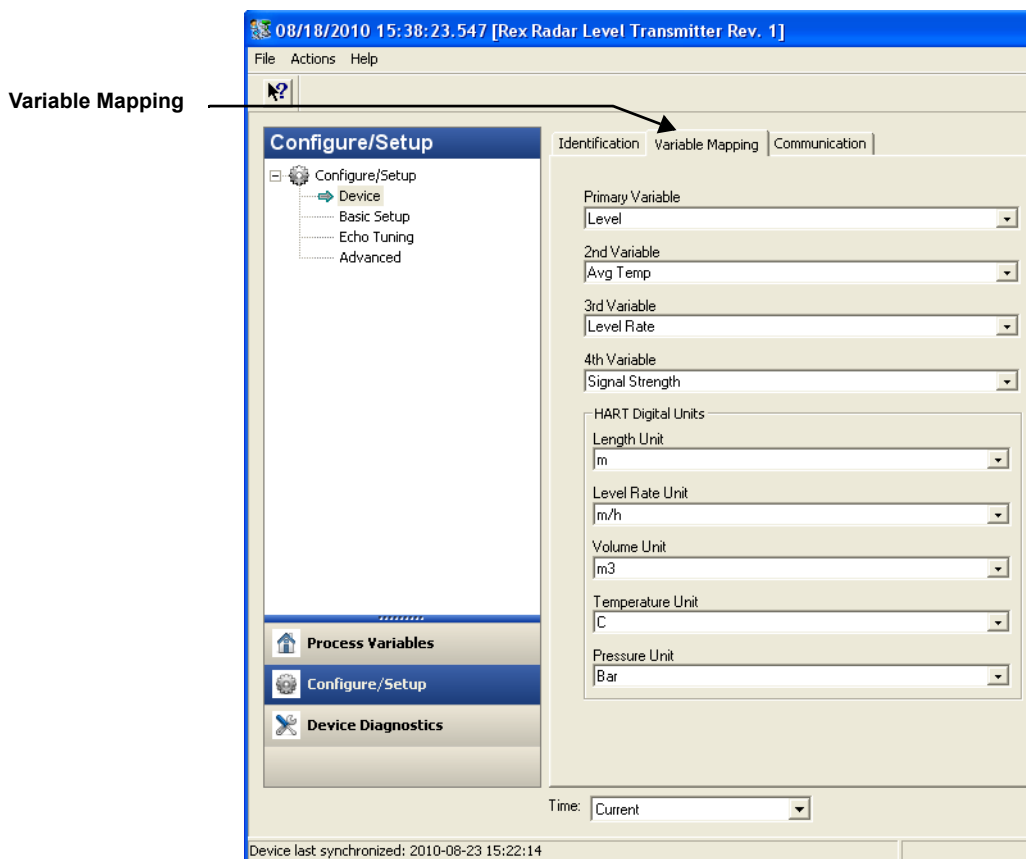 08/18/2010 15:38:23.547 [Rex Radar Level Transmitter Rev. 1]
File Actions Help
Variable Mapping
Configure/Setup
Configure/Setup
Device
Basic Setup
Echo Tuning
Advanced
Process Variables
Configure/Setup
Device Diagnostics
Identification Variable Mapping Communication
Primary Variable
Level
2nd Variable
Avg Temp
3rd Variable
Level Rate
4th Variable
Signal Strength
HART Digital Units
Length Unit
m
Level Rate Unit
m/h
Volume Unit
m3
Temperature Unit
C
Pressure Unit
Bar
Time: Current
Device last synchronized: 2010-08-23 15:22:14